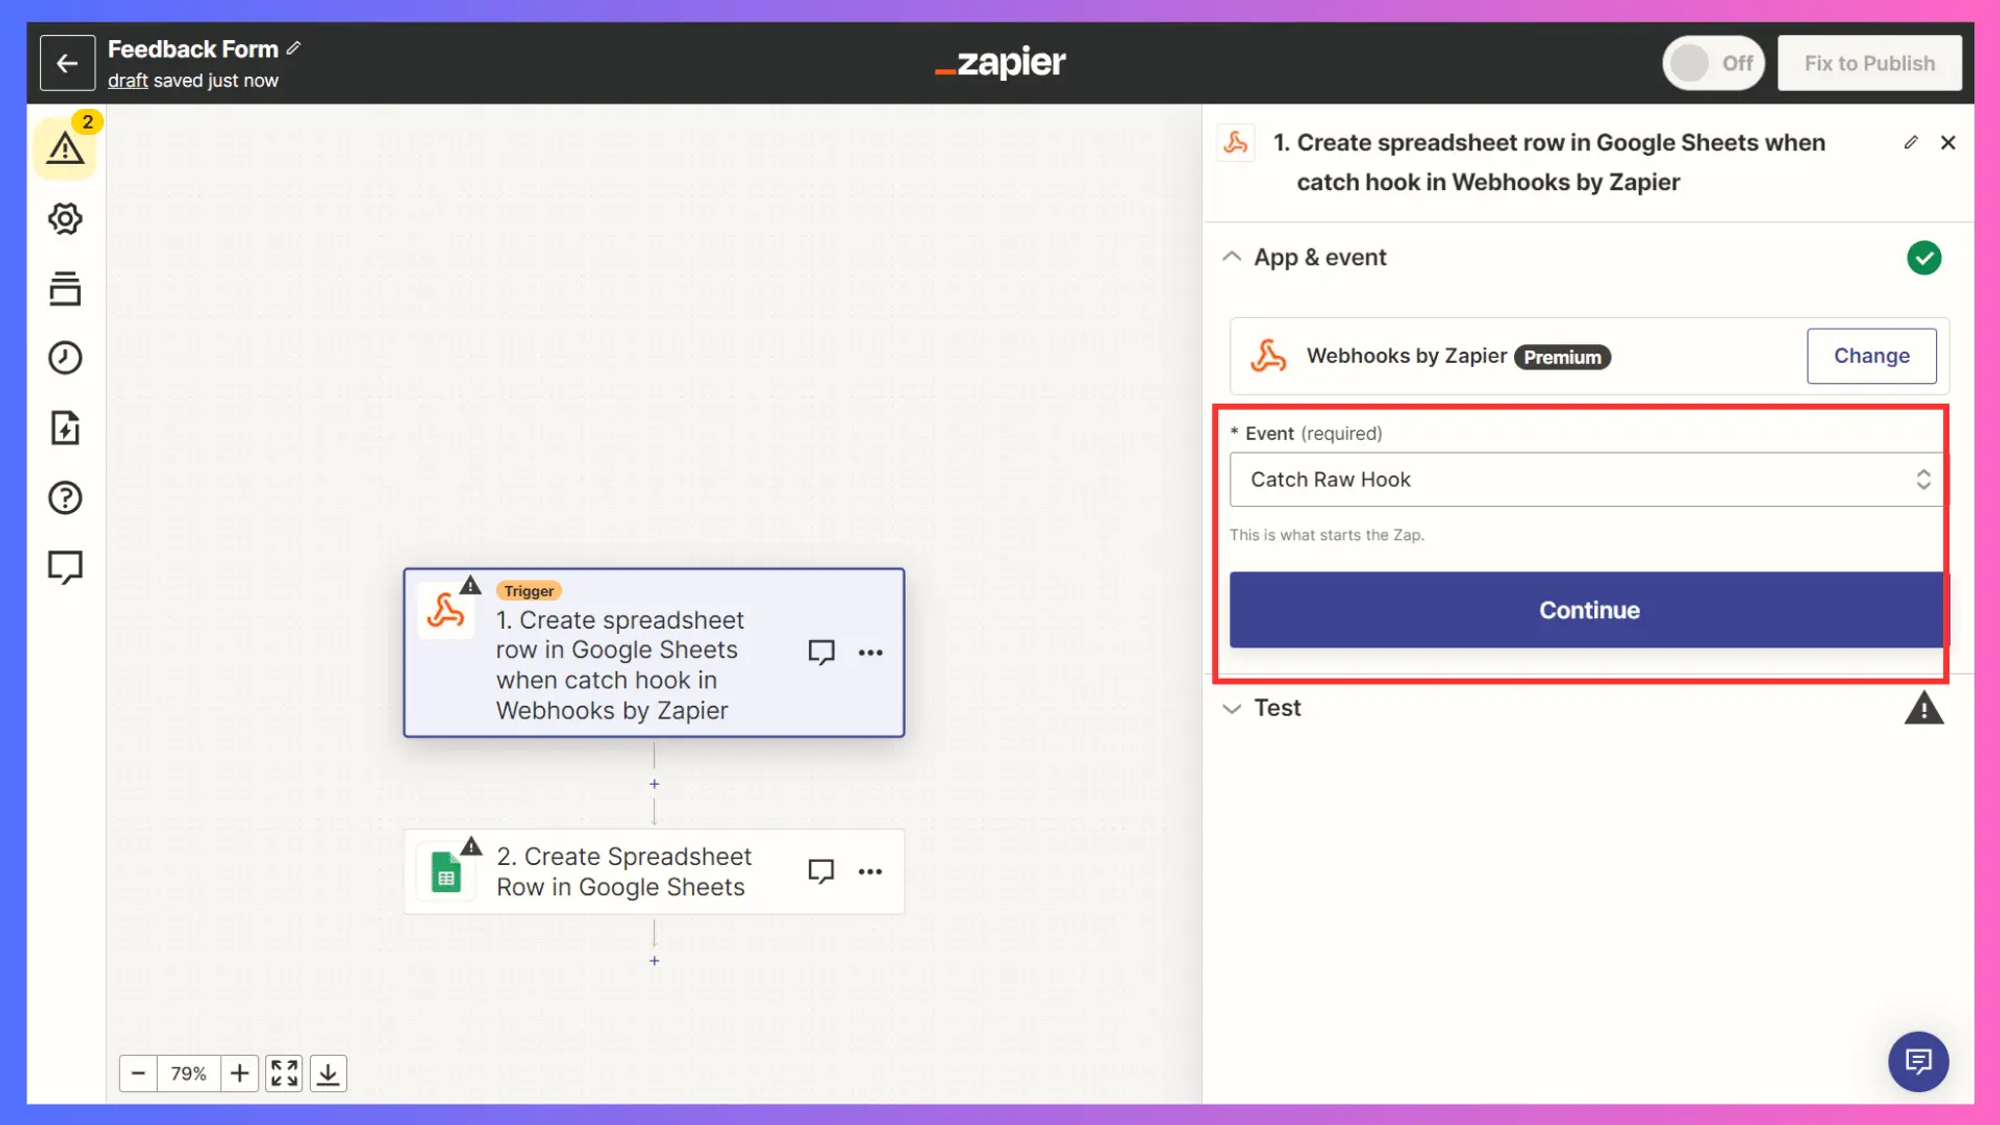 Feedback Form
draft saved just now
zapier
Off
Fix to Publish
2
1. Create spreadsheet row in Google Sheets when
catch hook in Webhooks by Zapier
App & event
Webhooks by Zapier Premium
Change
* Event (required)
Catch Raw Hook
This is what starts the Zap.
Continue
Test
Trigger
1. Create spreadsheet
row in Google Sheets
when catch hook in
Webhooks by Zapier
2. Create Spreadsheet
Row in Google Sheets
79%